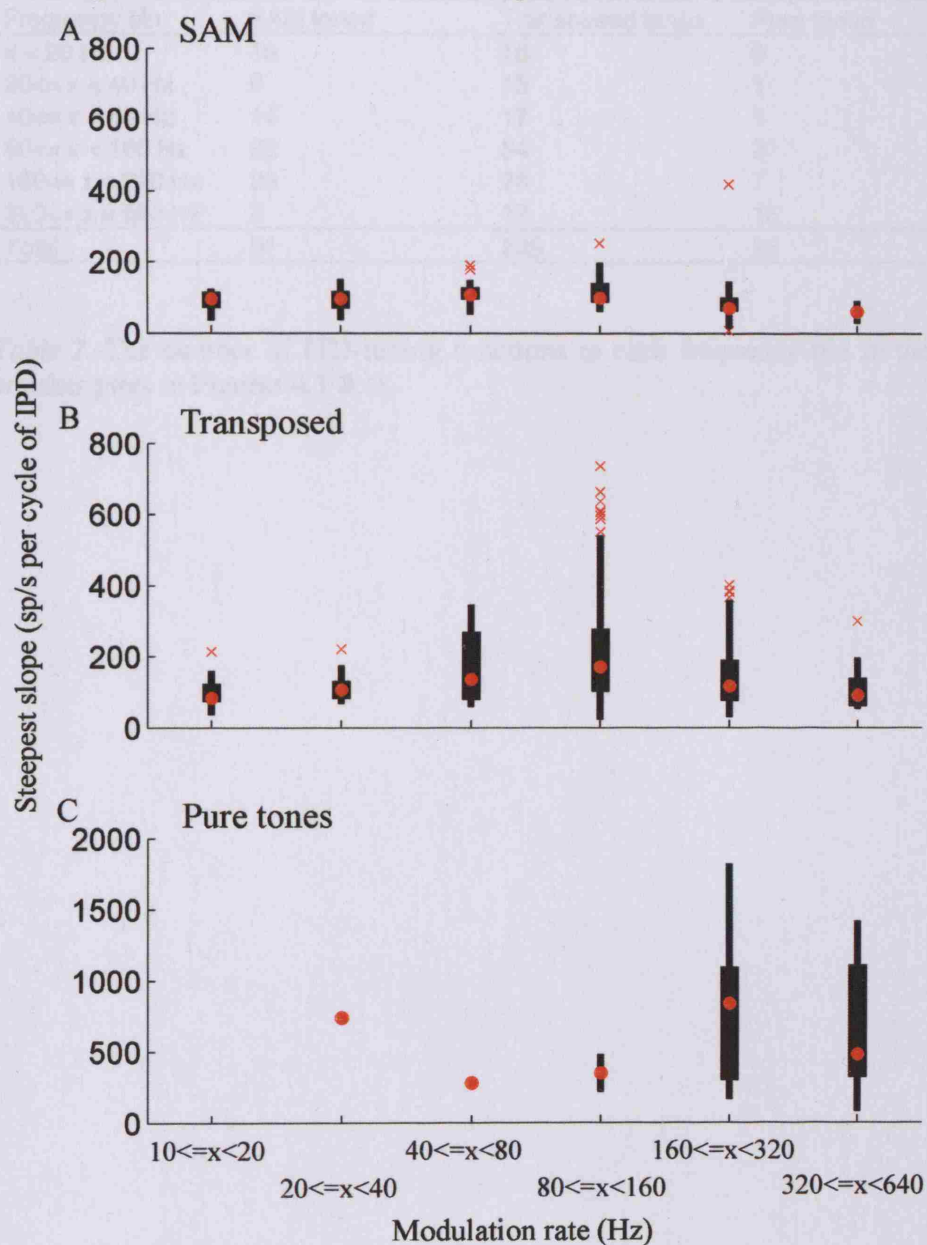 A SAM
800
600
400
200
0
B Transposed
800
600
400
200
0
C Pure tones
2000
1500
1000
500
0
Steepest slope (sp/s per cycle of IPD)
10<=x<20 40<=x<80 160<=x<320
20<=x<40 80<=x<160 320<=x<640
Modulation rate (Hz)